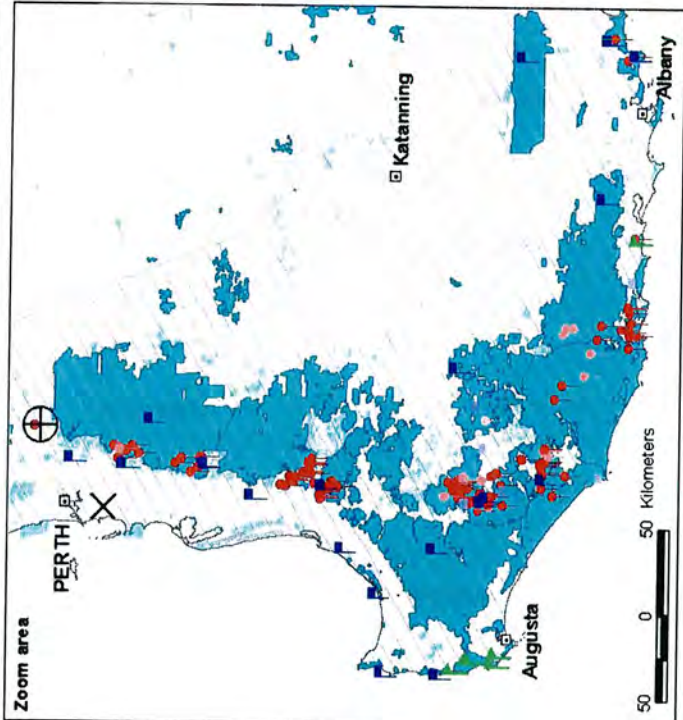 Zoom area
PERTH
Katanning
Albany
Augusta
50 0 50 Kilometers